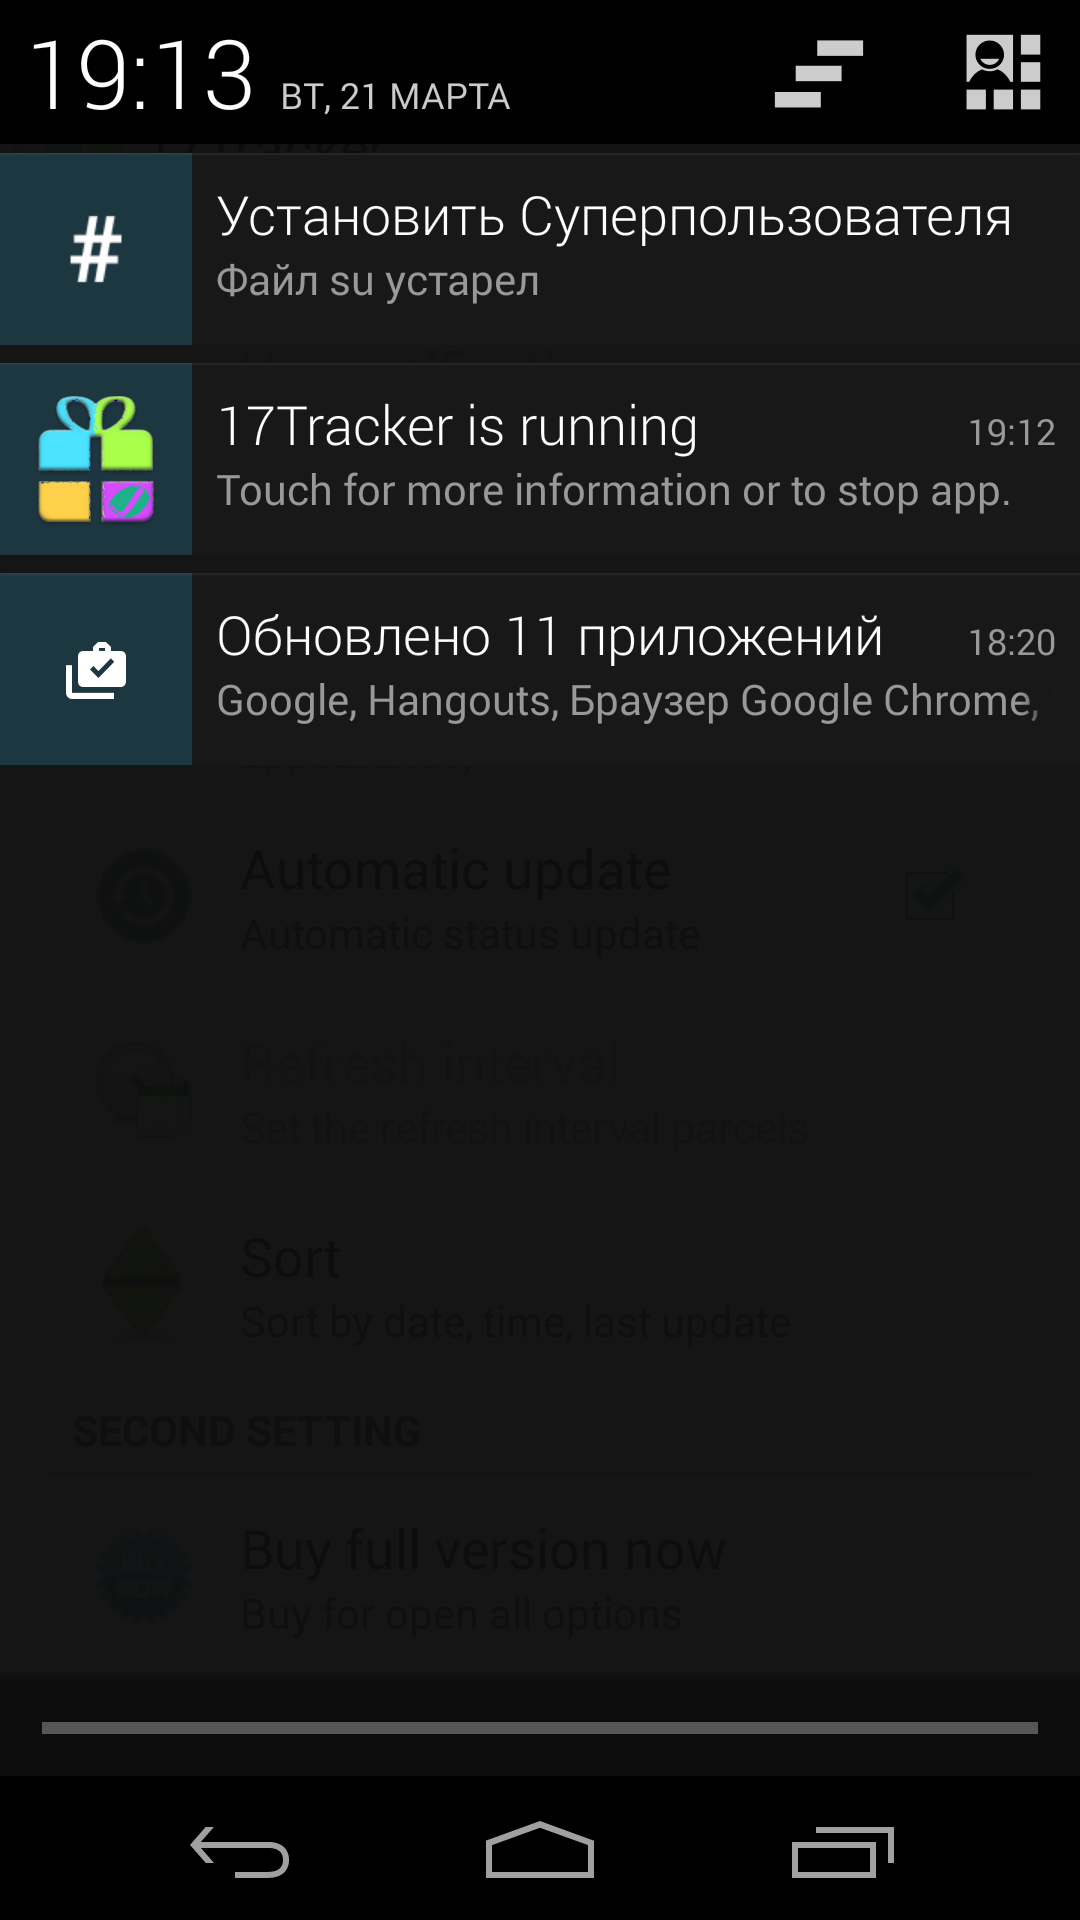 19:13 ВТ, 21 МАРТА
Установить Суперпользователя
Файл su устарел
17Tracker is running 19:12
Touch for more information or to stop app.
Обновлено 11 приложений 18:20
Google, Hangouts, Браузер Google Chrome,
Automatic update
Automatic status update
Refresh interval
Set the refresh interval parcels
Sort
Sort by date, time, last update
SECOND SETTING
Buy full version now
Buy for open all options